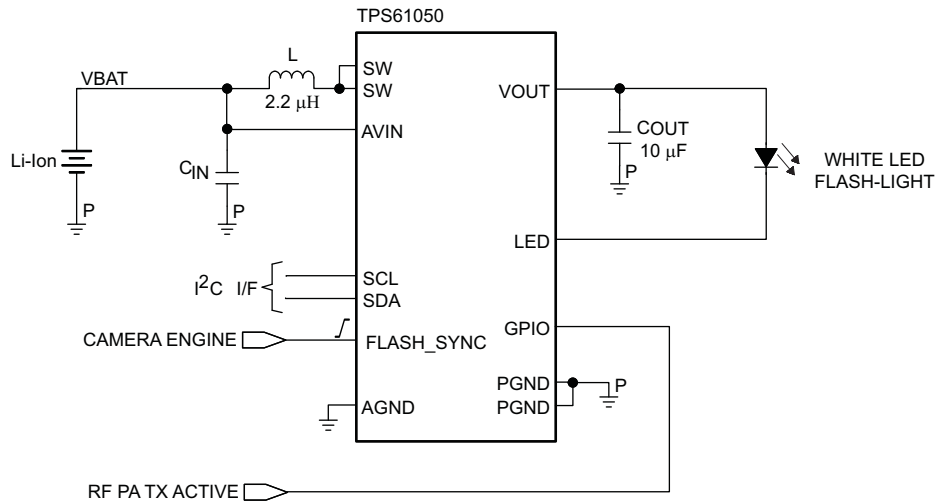 TPS61050
L
SW
VBAT
SW
2.2 μH
VOUT
AVIN
COUT
10 μF
Li-Ion
CIN
WHITE LED
FLASH-LIGHT
P
P
P
LED
SCL
I2C I/F
SDA
GPIO
CAMERA ENGINE
FLASH_SYNC
PGND
P
AGND
PGND
RF PA TX ACTIVE